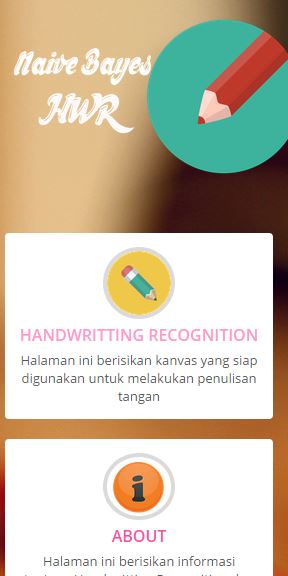 Naive Bayes
HWR
HANDWRITTING RECOGNITION
Halaman ini berisikan kanvas yang siap
digunakan untuk melakukan penulisan
tangan
i
ABOUT
Halaman ini berisikan informasi